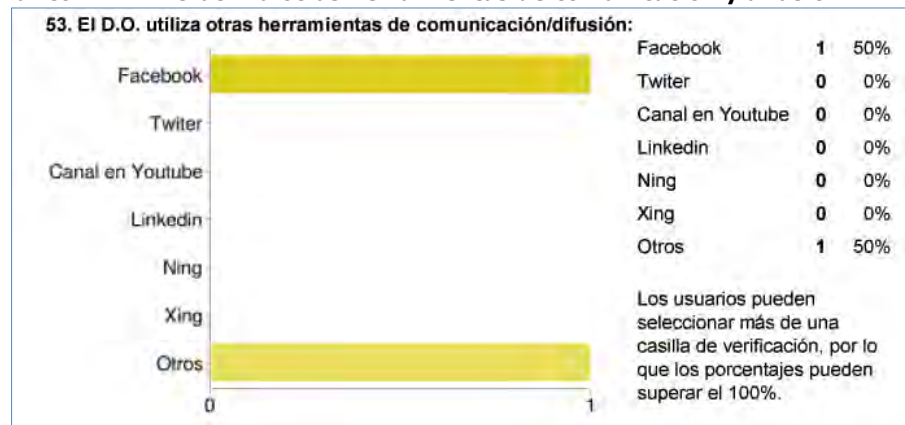 53. El D.O. utiliza otras herramientas de comunicación/difusión:
Facebook
Twiter
Canal en Youtube
Linkedin
Ning
Xing
Otros
0
1
Facebook 1 50%
Twiter 0 0%
Canal en Youtube 0 0%
Linkedin 0 0%
Ning 0 0%
Xing 0 0%
Otros 1 50%
Los usuarios pueden
seleccionar más de una
casilla de verificación, por lo
que los porcentajes pueden
superar el 100%.